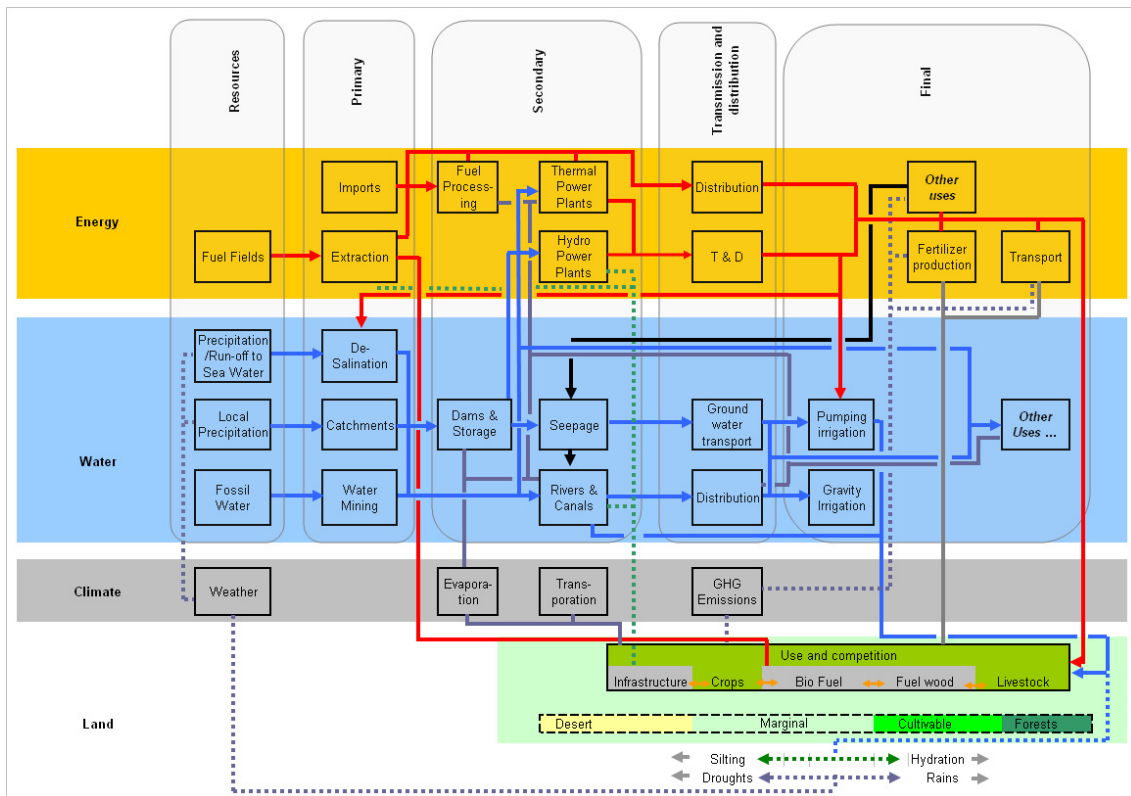 Resources
Primary
Secondary
Transmission and
distribution
Final
Energy
Imports
Fuel
Process-
ing
Thermal
Power
Plants
Distribution
Other
uses
Fuel Fields
Extraction
Hydro
Power
Plants
T & D
Fertilizer
production
Transport
Water
Precipitation
/Run-off to
Sea Water
De-
Salination
Local
Precipitation
Catchments
Dams &
Storage
Seepage
Ground
water
transport
Pumping
irrigation
Other
Uses ...
Fossil
Water
Water
Mining
Rivers &
Canals
Distribution
Gravity
Irrigation
Climate
Weather
Evapora-
tion
Trans-
poration
GHG
Emissions
Land
Use and competition
Infrastructure
Crops
Bio Fuel
Fuel wood
Livestock
Desert
Marginal
Cultivable
Forests
Silting
Hydration
Droughts
Rains